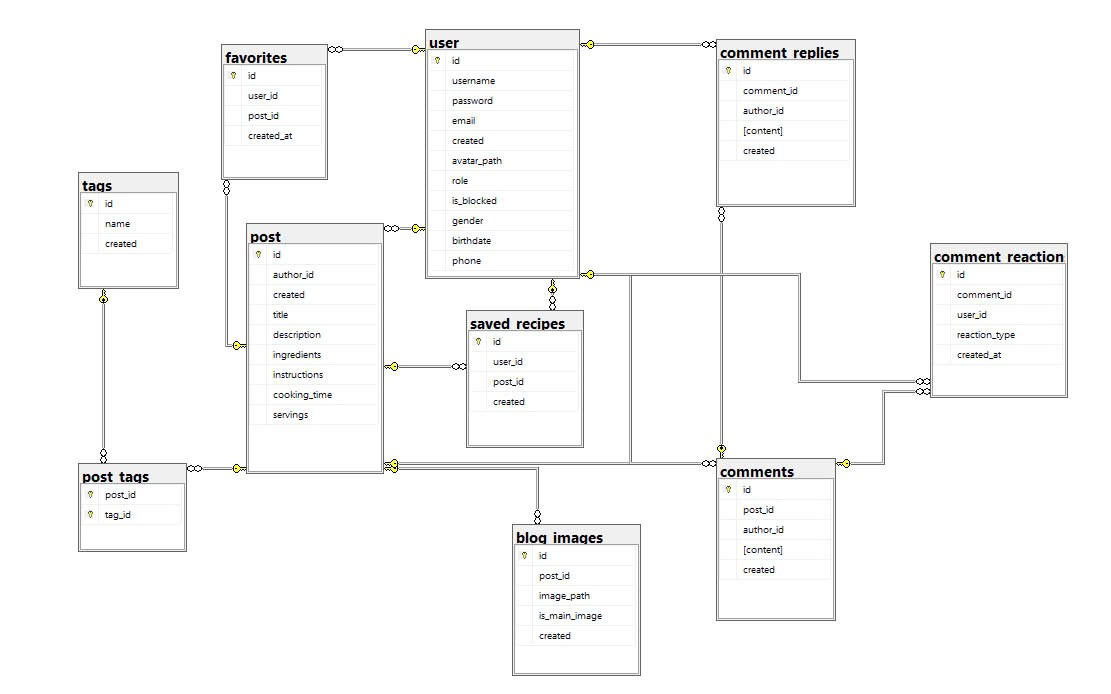 favorites
id
user_id
post_id
created_at
user
id
username
password
email
created
avatar_path
role
is_blocked
gender
birthdate
phone
comment_replies
id
comment_id
author_id
[content]
created
tags
id
name
created
post
id
author_id
created
title
description
ingredients
instructions
cooking_time
servings
saved_recipes
id
user_id
post_id
created
comment_reaction
id
comment_id
user_id
reaction_type
created_at
post_tags
post_id
tag_id
blog_images
id
post_id
image_path
is_main_image
created
comments
id
post_id
author_id
[content]
created